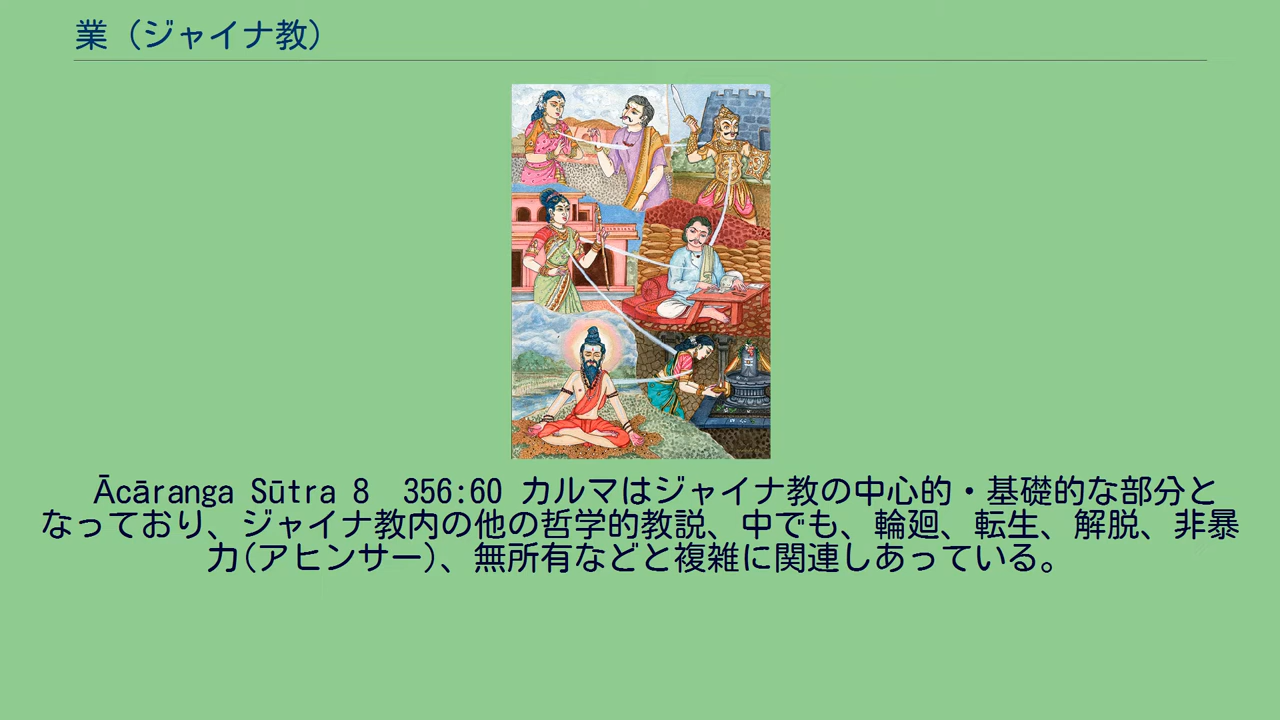 業（ジャイナ教）
Ācāranga Sūtra 8　356:60 カルマはジャイナ教の中心的・基礎的な部分と
なっており、ジャイナ教内の他の哲学的教説、中でも、輪廻、転生、解脱、非暴
力(アヒンサー)、無所有などと複雑に関連しあっている。